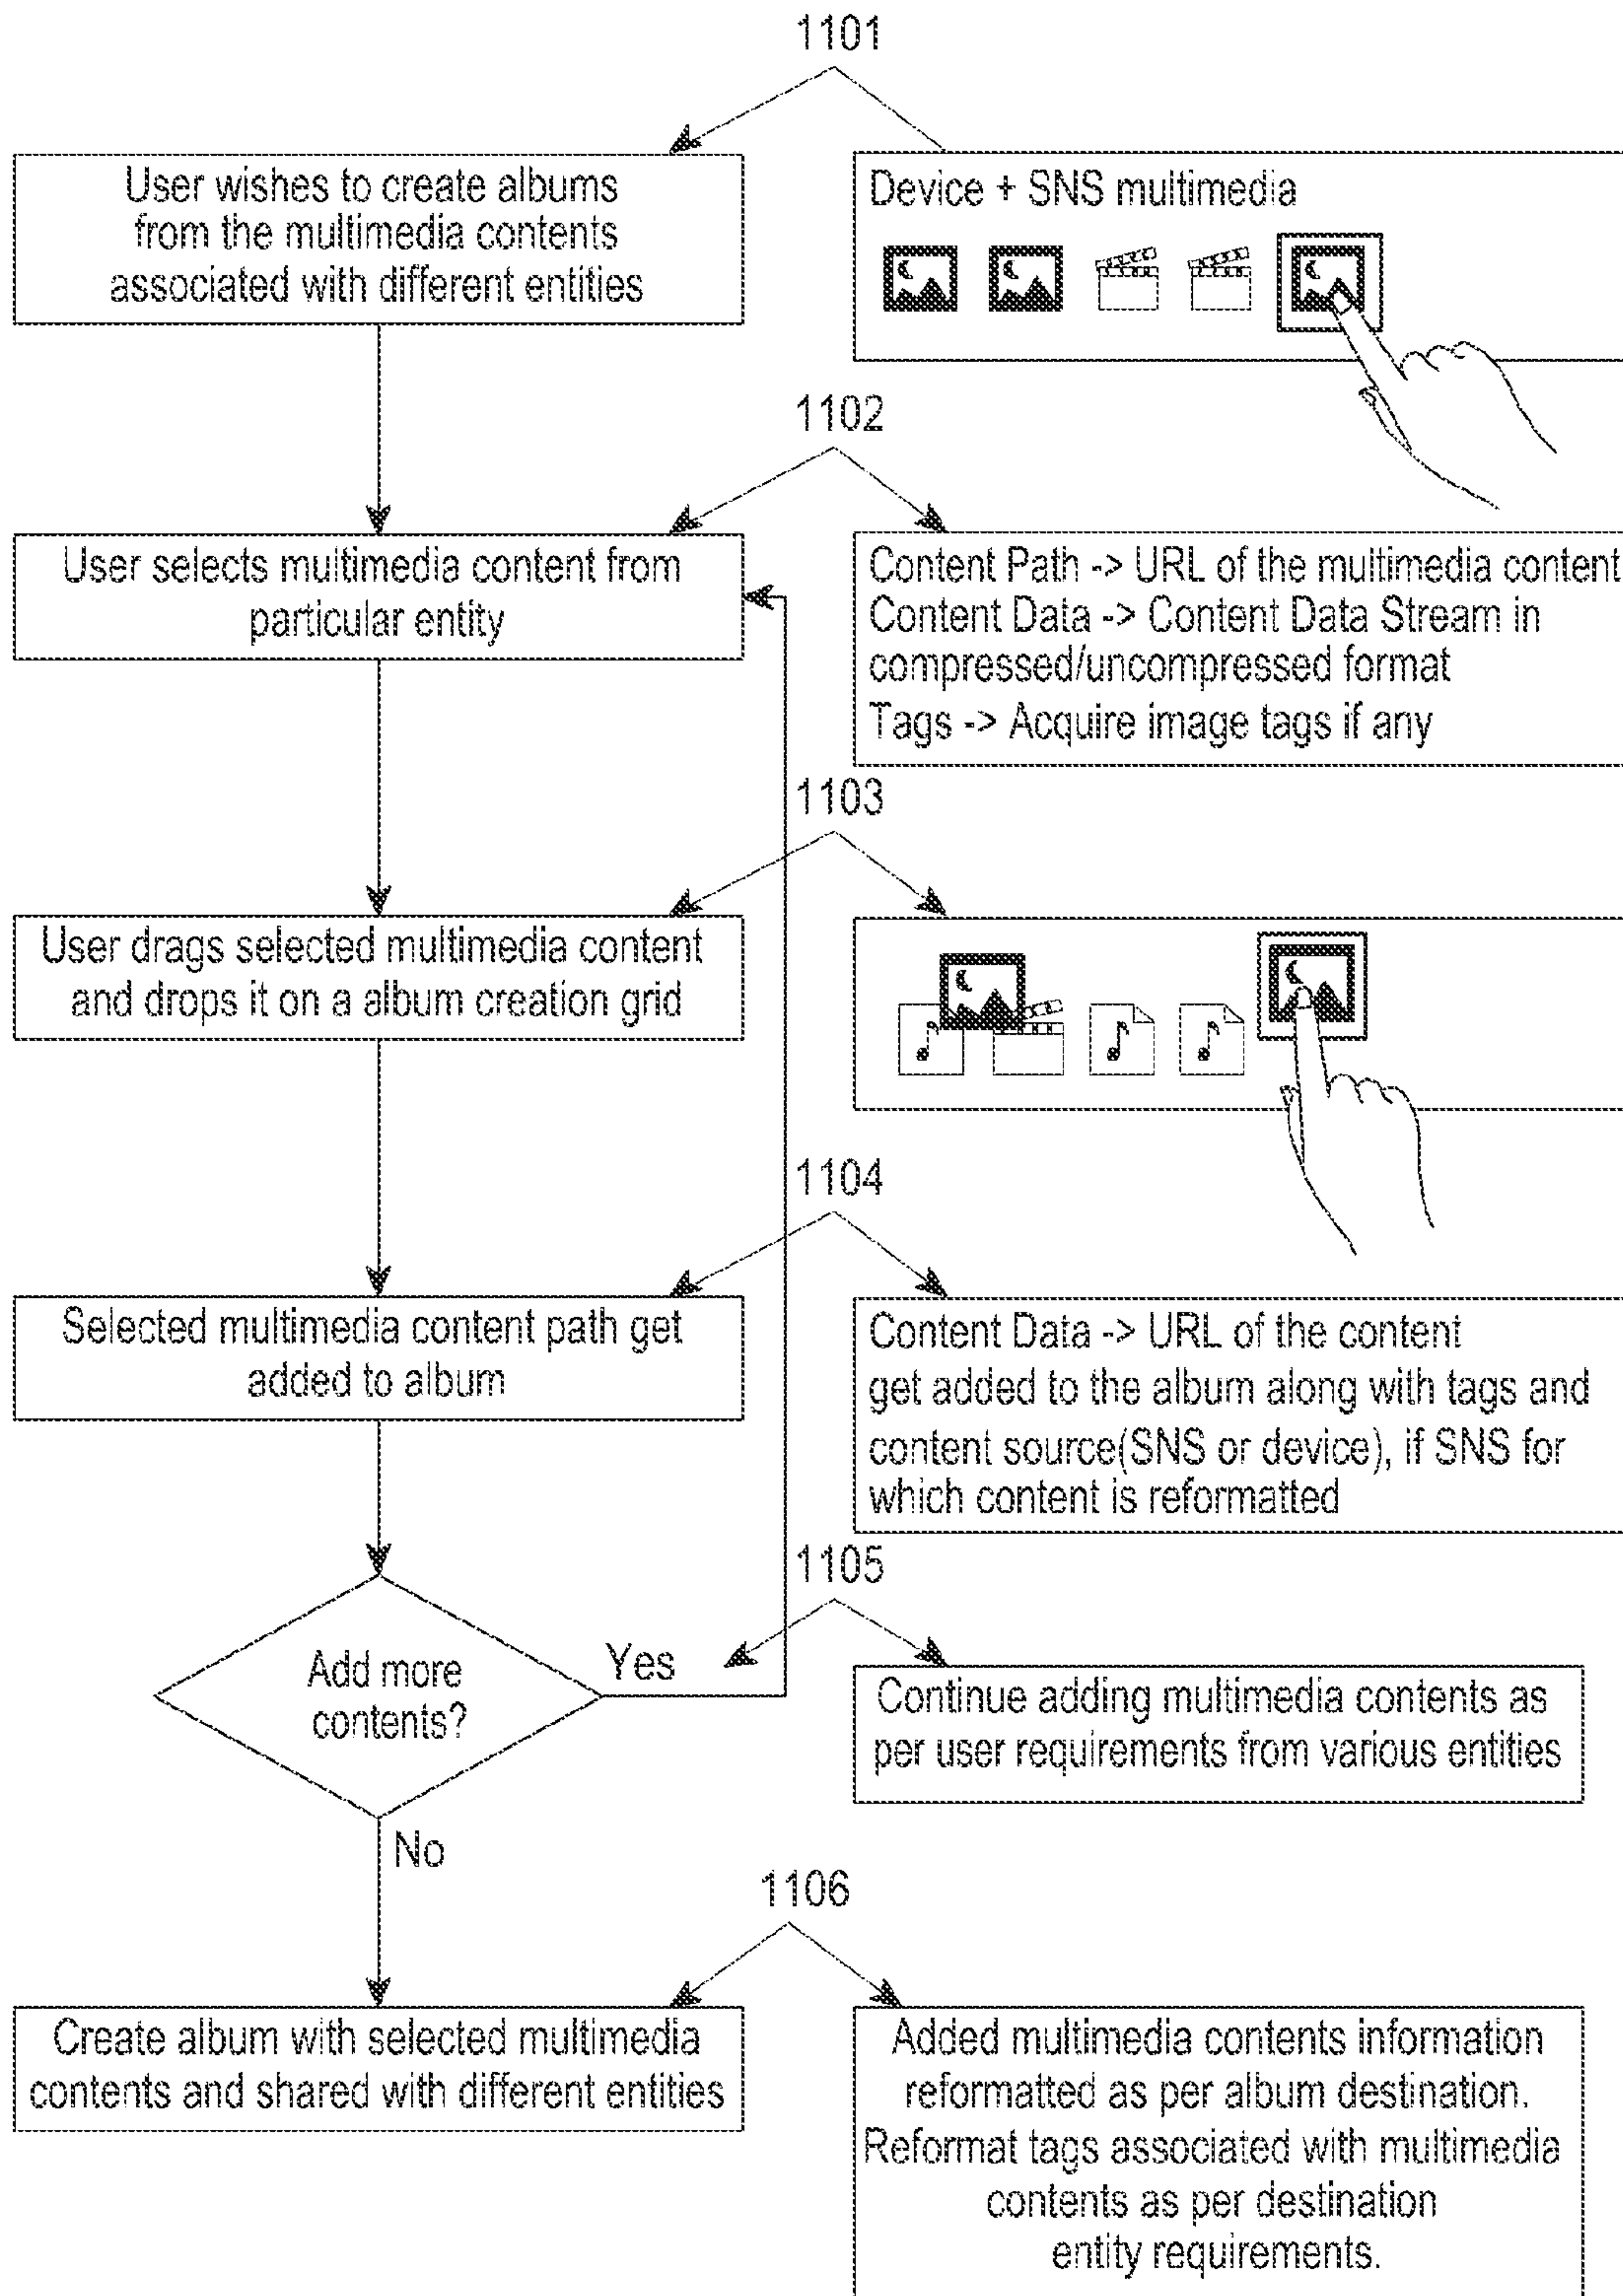 1101
User wishes to create albums
from the multimedia contents
associated with different entities
Device + SNS multimedia
1102
User selects multimedia content from
particular entity
Content Path -> URL of the multimedia content
Content Data -> Content Data Stream in
compressed/uncompressed format
Tags -> Acquire image tags if any
1103
User drags selected multimedia content
and drops it on a album creation grid
1104
Selected multimedia content path get
added to album
Content Data -> URL of the content
get added to the album along with tags and
content source(SNS or device), if SNS for
which content is reformatted
1105
Add more
contents?
Yes
Continue adding multimedia contents as
per user requirements from various entities
No
1106
Create album with selected multimedia
contents and shared with different entities
Added multimedia contents information
reformatted as per album destination.
Reformat tags associated with multimedia
contents as per destination
entity requirements.